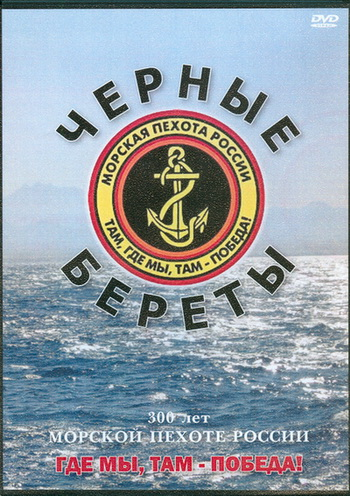 DVD
ЧЕРНЫЕ
МОРСКАЯ ПЕХОТА РОССИИ
ТАМ, ГДЕ МЫ, ТАМ - ПОБЕДА!
БЕРЕТЫ
300 лет
МОРСКОЙ ПЕХОТЕ РОССИИ
ГДЕ МЫ, ТАМ - ПОБЕДА!